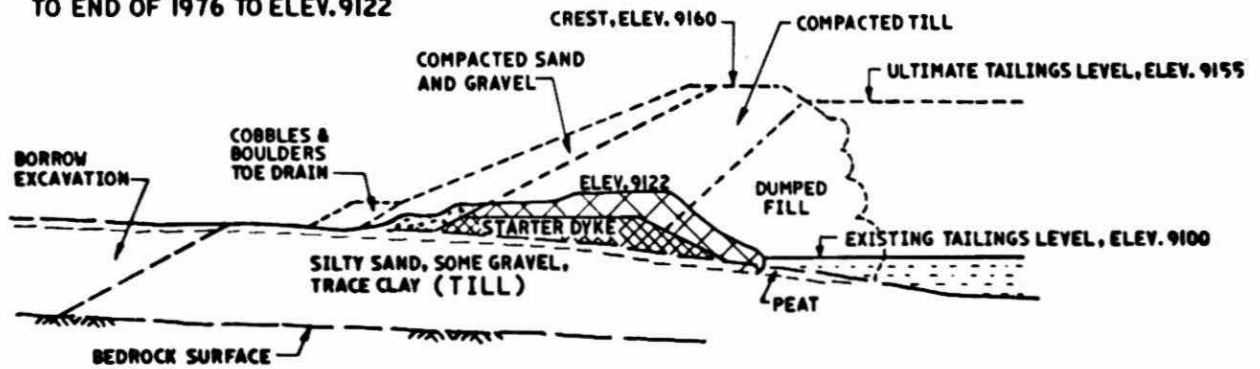 TO END OF 1976 TO ELEV. 9122
CREST, ELEV. 9160
COMPACTED TILL
COMPACTED SAND
AND GRAVEL
ULTIMATE TAILINGS LEVEL, ELEV. 9155
COBBLES &
BOULDERS
TOE DRAIN
BORROW
EXCAVATION
ELEV. 9122
DUMPED
FILL
STARTER DYKE
EXISTING TAILINGS LEVEL, ELEV. 9100
SILTY SAND, SOME GRAVEL,
TRACE CLAY (TILL)
PEAT
BEDROCK SURFACE